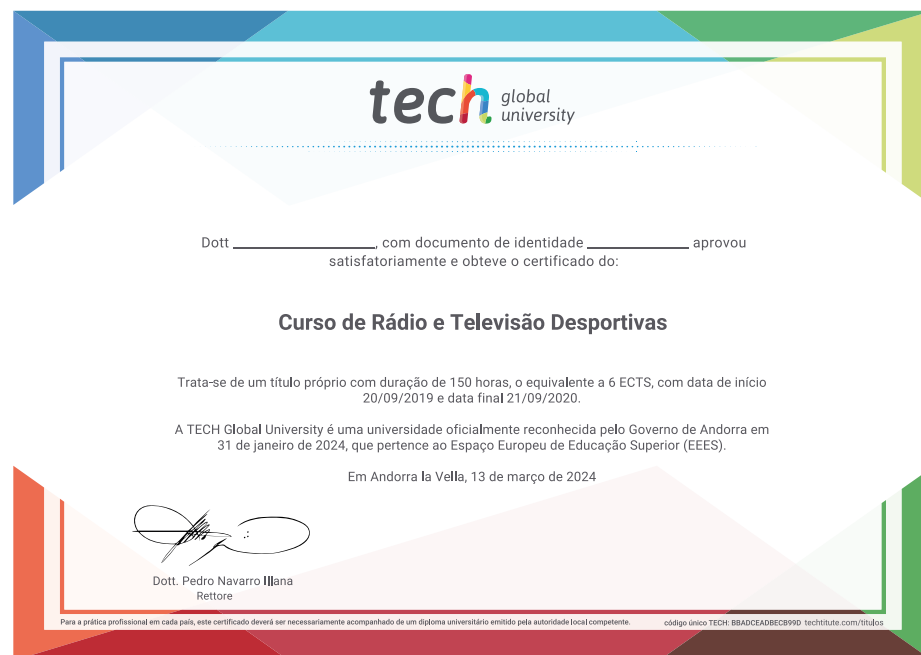 tech global
university
Dott ________________, com documento de identidade ____________ aprovou
satisfatoriamente e obteve o certificado do:
Curso de Rádio e Televisão Desportivas
Trata-se de um título próprio com duração de 150 horas, o equivalente a 6 ECTS, com data de início
20/09/2019 e data final 21/09/2020.
A TECH Global University é uma universidade oficialmente reconhecida pelo Governo de Andorra em
31 de janeiro de 2024, que pertence ao Espaço Europeu de Educação Superior (EEES).
Em Andorra la Vella, 13 de março de 2024
Dott. Pedro Navarro Illana
Rettore
Para a prática profissional em cada país, este certificado deverá ser necessariamente acompanhado de um diploma universitário emitido pela autoridade local competente.
código único TECH: BBADCEADBECB99D techtitute.com/titulos